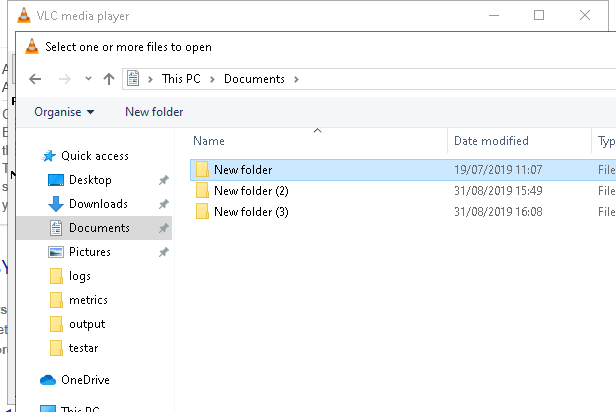 VLC media player
Select one or more files to open
This PC > Documents >
Organise New folder
Name Date modified Typ
Quick access
Desktop
Downloads
Documents
Pictures
logs
metrics
output
testar
OneDrive
This PC
New folder 19/07/2019 11:07 File
New folder (2) 31/08/2019 15:49 File
New folder (3) 31/08/2019 16:08 File